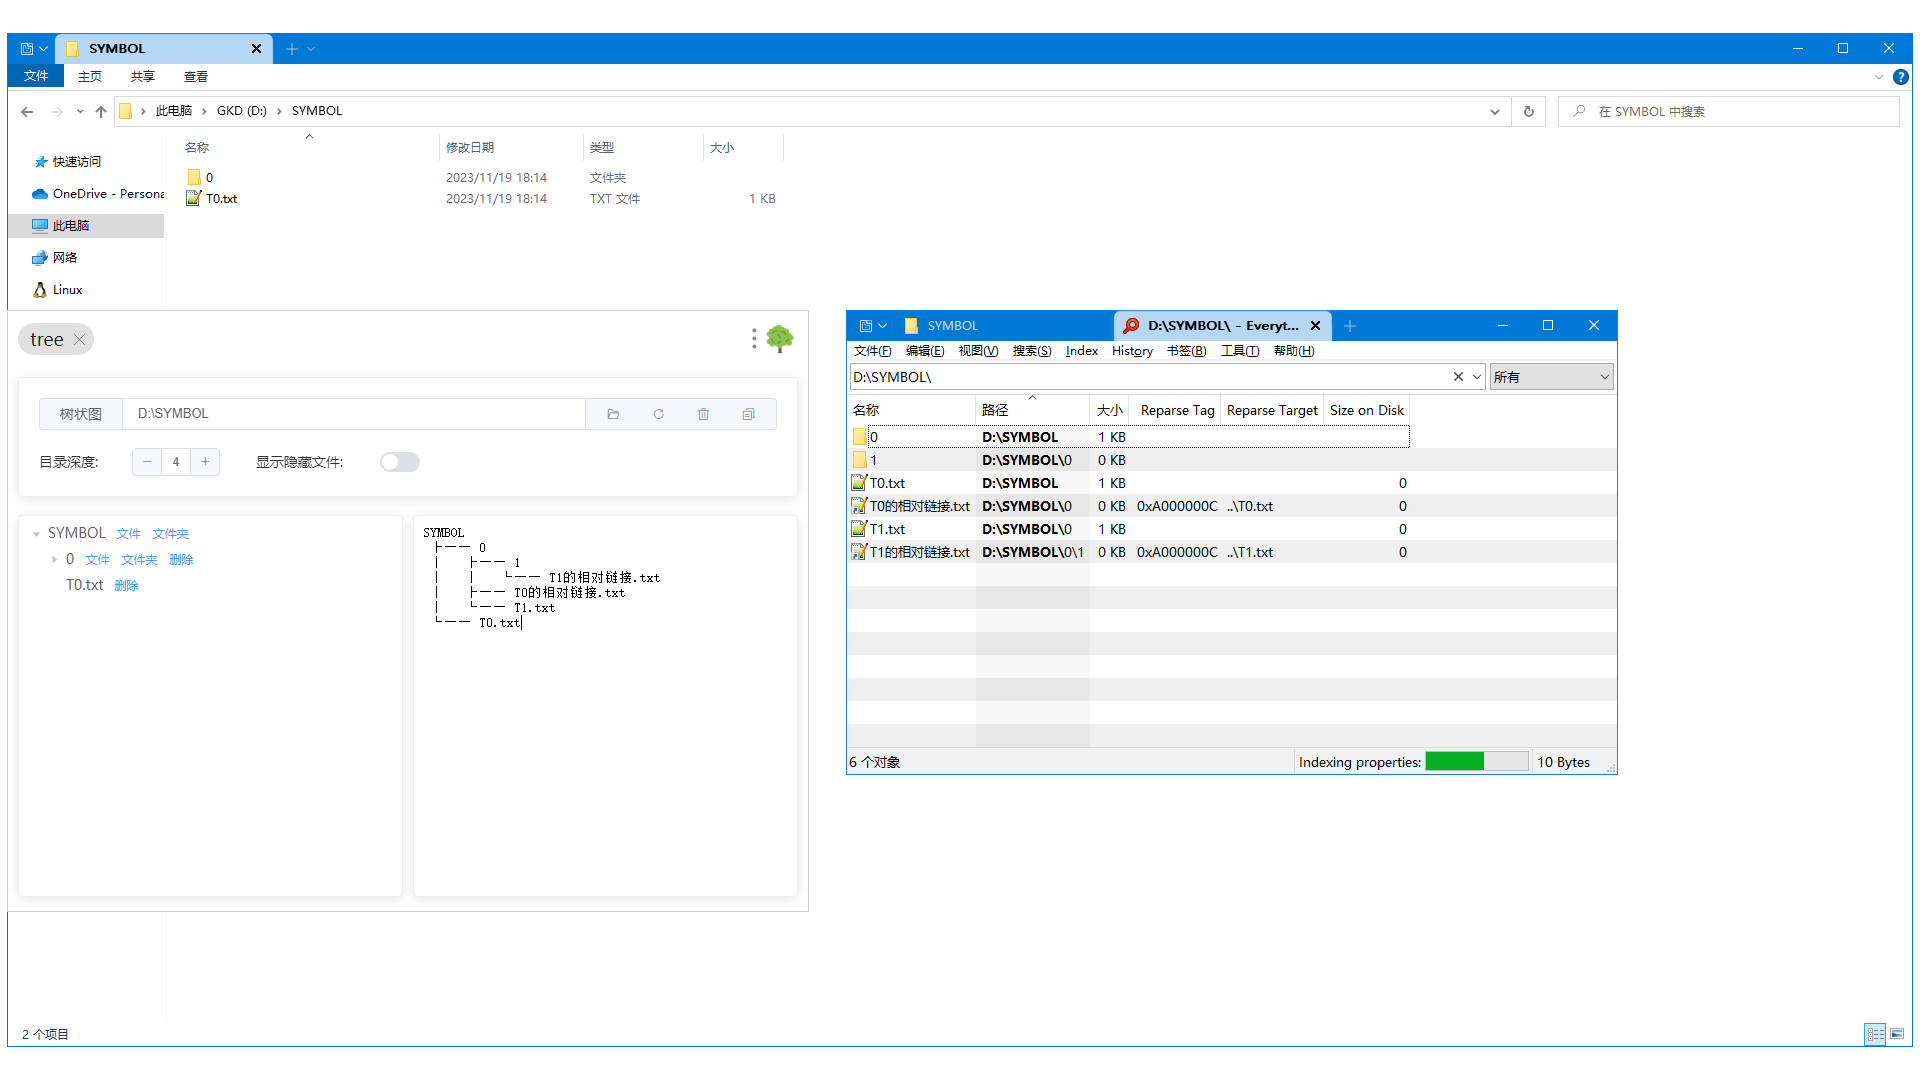 SYMBOL
文件 主页 共享 查看
此电脑 GKD (D:) SYMBOL 在 SYMBOL 中搜索
名称 修改日期 类型 大小
快速访问
OneDrive - Persona
此电脑
网络
Linux
0 2023/11/19 18:14 文件夹
T0.txt 2023/11/19 18:14 TXT 文件 1 KB
tree
树状图 D:\SYMBOL
目录深度: − 4 + 显示隐藏文件:
SYMBOL 文件 文件夹
0 文件 文件夹 删除
T0.txt 删除
SYMBOL
├── 0
│   ├── 1
│   │   └── T1的相对链接.txt
│   ├── T0的相对链接.txt
│   └── T1.txt
└── T0.txt
SYMBOL D:\SYMBOL\ - Everyt...
文件(F) 编辑(E) 视图(V) 搜索(S) Index History 书签(B) 工具(T) 帮助(H)
D:\SYMBOL\ 所有
名称 路径 大小 Reparse Tag Reparse Target Size on Disk
0 D:\SYMBOL 1 KB
1 D:\SYMBOL\0 0 KB
T0.txt D:\SYMBOL 1 KB 0
T0的相对链接.txt D:\SYMBOL\0 0 KB 0xA000000C ..\T0.txt 0
T1.txt D:\SYMBOL\0 1 KB 0
T1的相对链接.txt D:\SYMBOL\0\1 0 KB 0xA000000C ..\T1.txt 0
6 个对象 Indexing properties: 10 Bytes
2 个项目